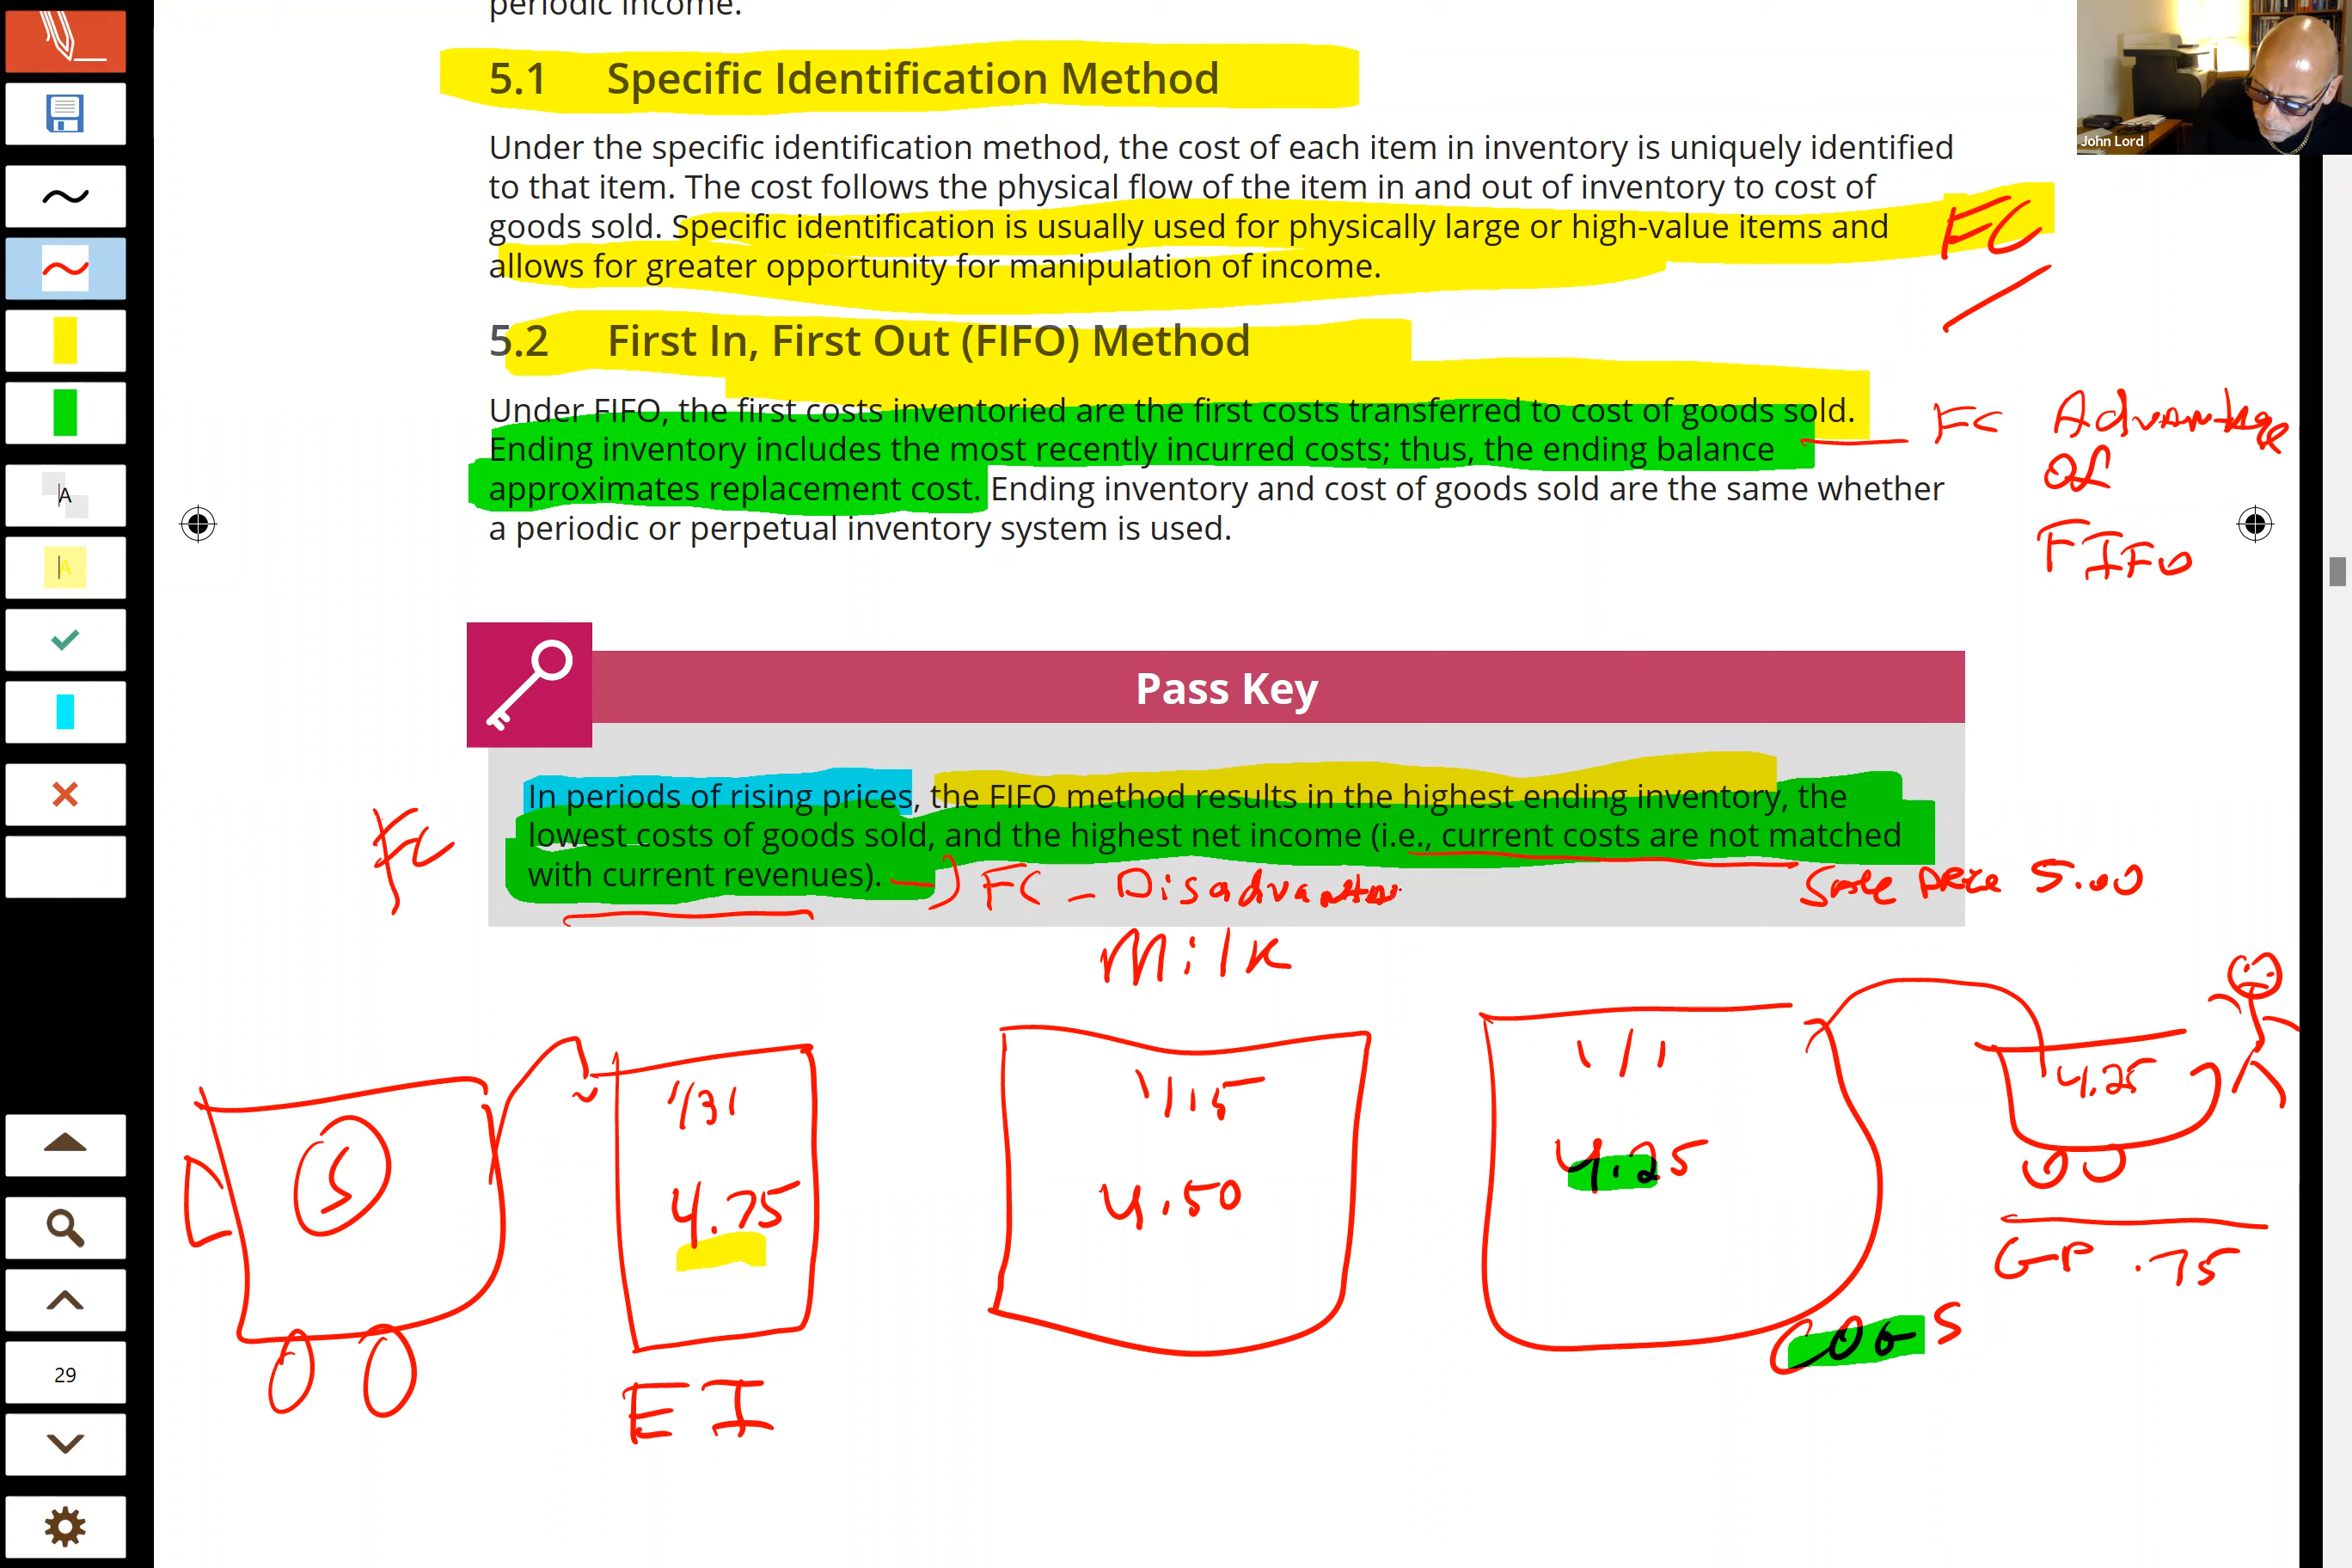 periodic income.
5.1 Specific Identification Method
John Lord
Under the specific identification method, the cost of each item in inventory is uniquely identified
to that item. The cost follows the physical flow of the item in and out of inventory to cost of
goods sold. Specific identification is usually used for physically large or high-value items and
allows for greater opportunity for manipulation of income.
FC
5.2 First In, First Out (FIFO) Method
Under FIFO, the first costs inventoried are the first costs transferred to cost of goods sold.
Ending inventory includes the most recently incurred costs; thus, the ending balance
approximates replacement cost. Ending inventory and cost of goods sold are the same whether
a periodic or perpetual inventory system is used.
FC Advantage
of
FIFO
Pass Key
In periods of rising prices, the FIFO method results in the highest ending inventory, the
lowest costs of goods sold, and the highest net income (i.e., current costs are not matched
with current revenues).
FC
FC - Disadvantage
Sale price 5.00
Milk
S
1/31
4.75
EI
1/15
4.50
1/1
4.25
COGS
4.25
GP .75
A
A
29